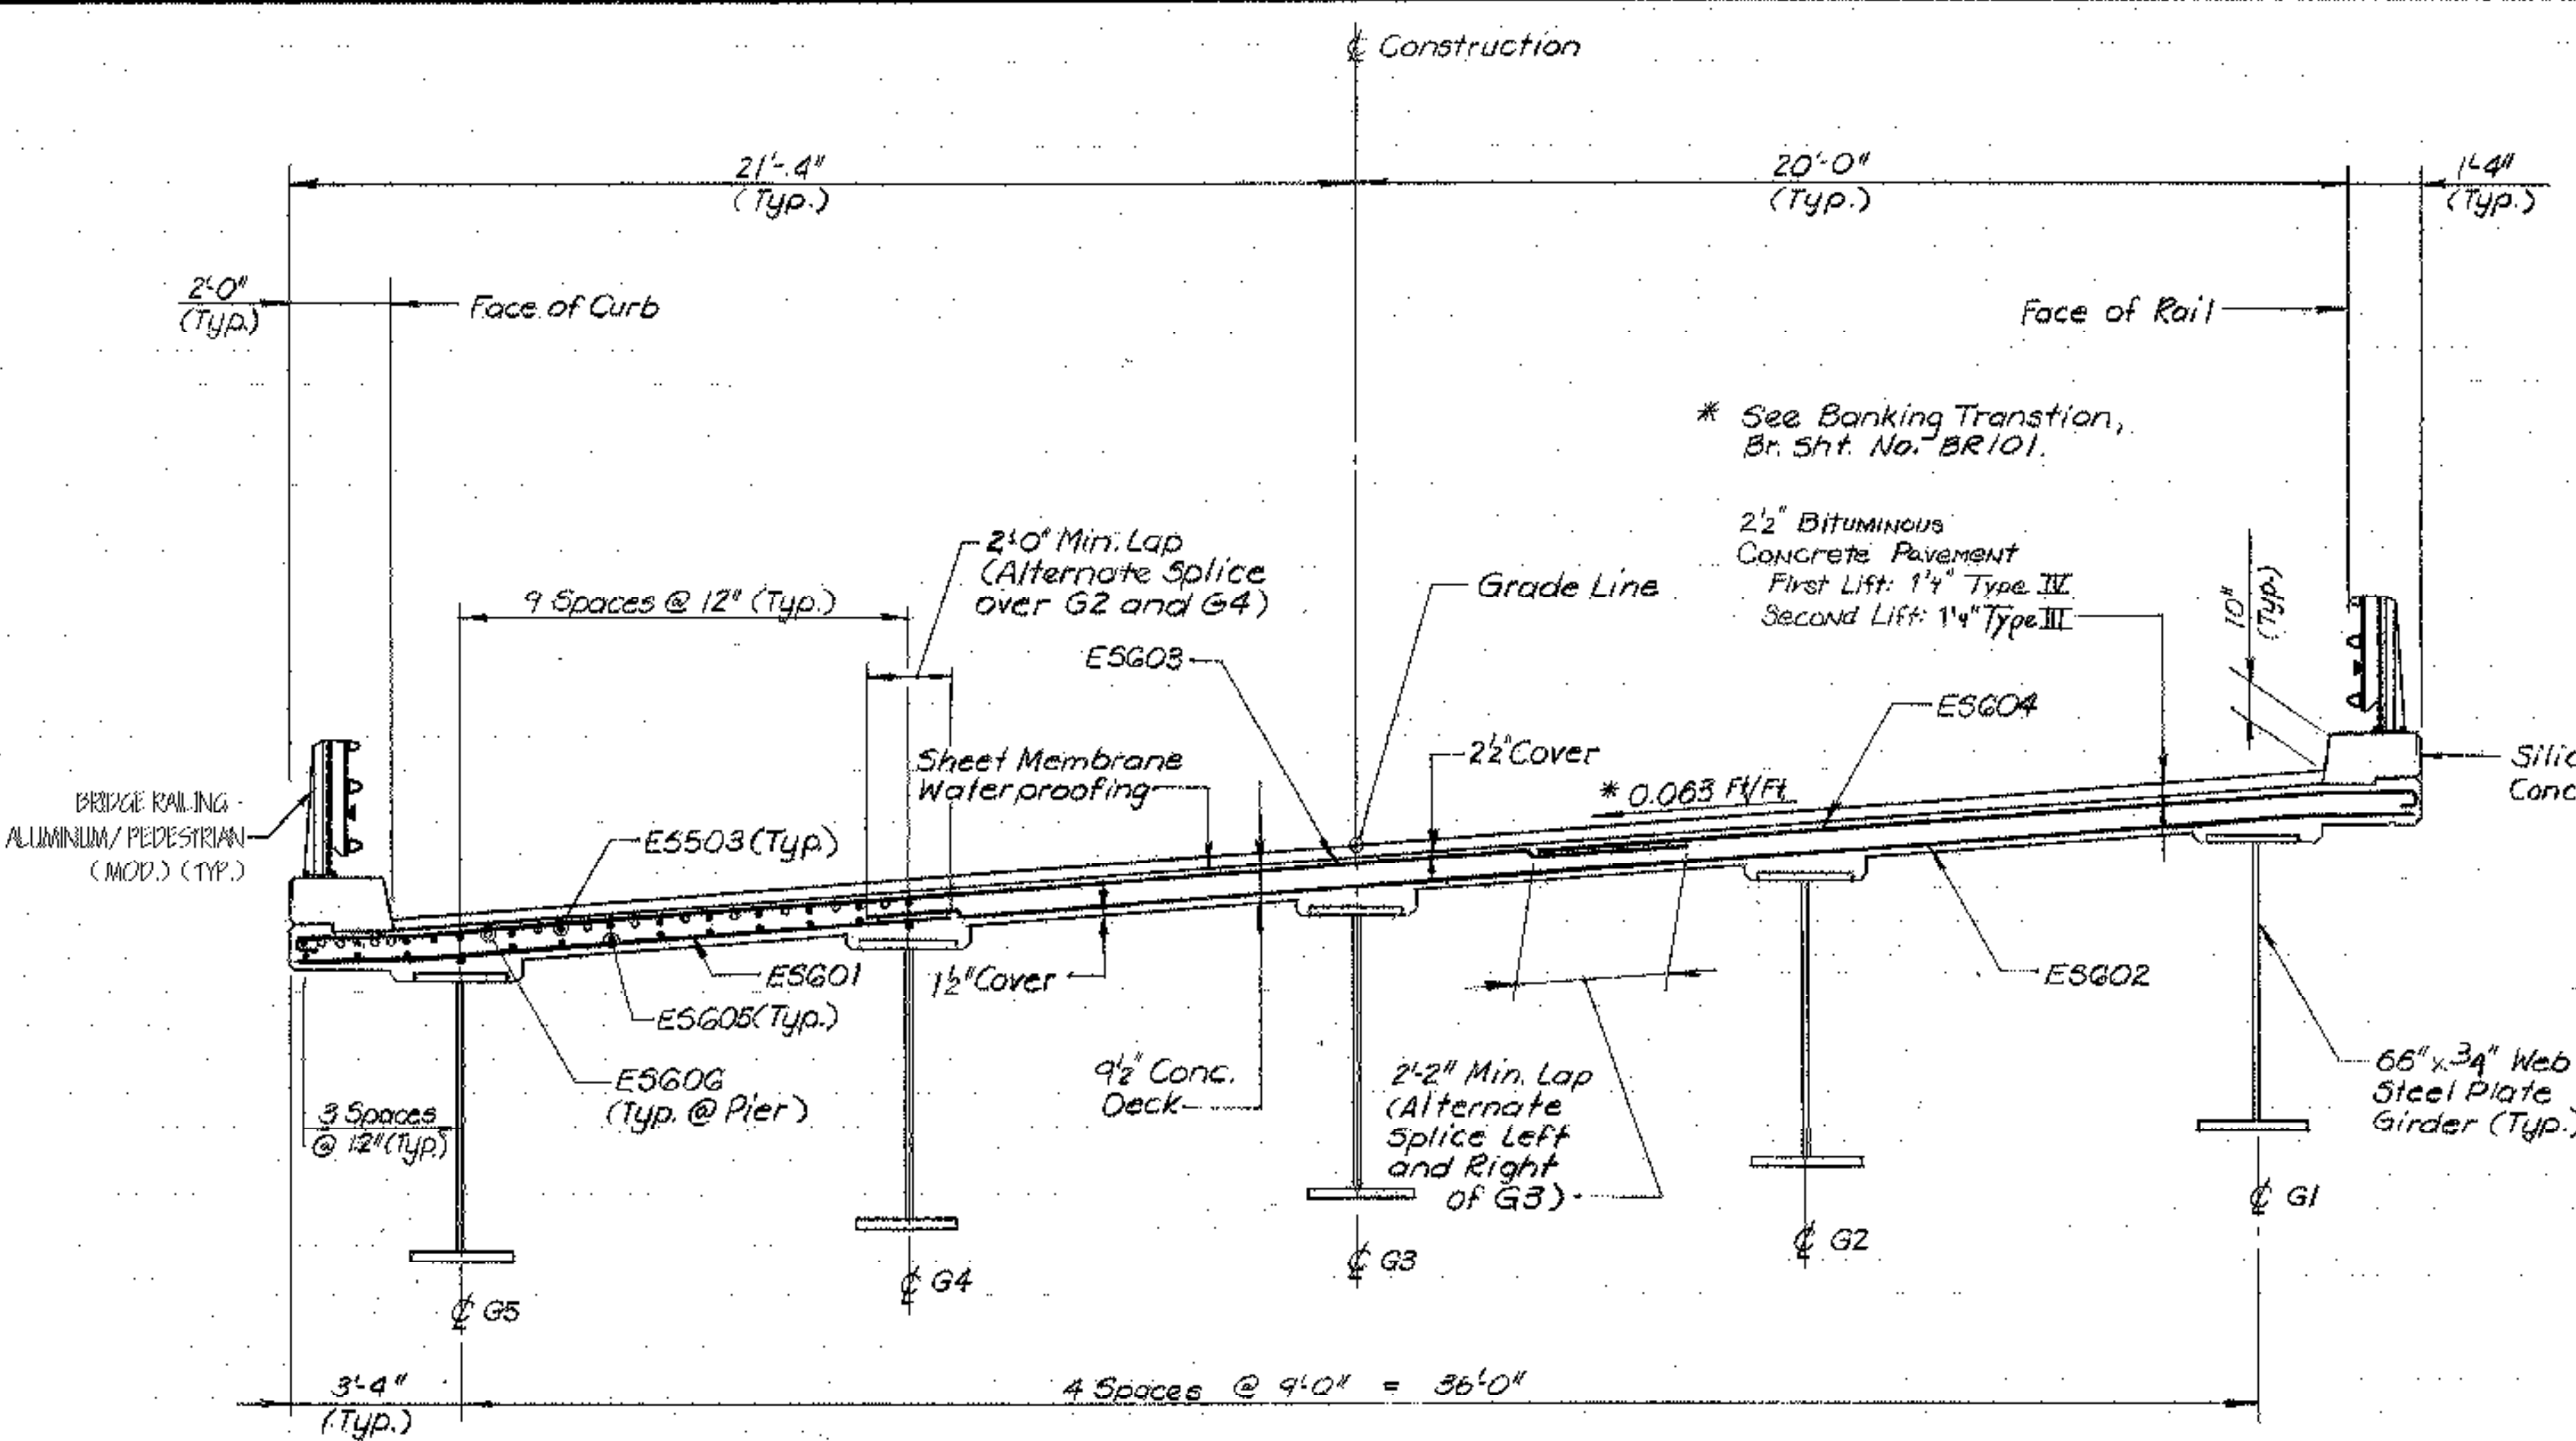 ℄ Construction
21'-4"
(Typ.)
20'-0"
(Typ.)
1'-4"
(Typ.)
2'-0"
(Typ.)
Face of Curb
Face of Rail
* See Banking Transtion,
Br. Sht. No. BR101.
2½" Bituminous
Concrete Pavement
First Lift: 1¼" Type IV
Second Lift: 1¼" Type III
10"
(Typ.)
2'-0" Min. Lap
(Alternate Splice
over G2 and G4)
9 Spaces @ 12" (Typ.)
Grade Line
ES603
ES604
Sheet Membrane
Waterproofing
2½" Cover
* 0.063 Ft/Ft
BRIDGE RAILING -
ALUMINUM/PEDESTRIAN
(MOD.) (TYP.)
ES503 (Typ.)
ES601
1½" Cover
ES605 (Typ.)
ES602
ES606
(Typ. @ Pier)
3 Spaces
@ 12" (Typ.)
9½" Conc.
Deck
2'-2" Min. Lap
(Alternate
Splice Left
and Right
of G3)
66" x ¾" Web
Steel Plate
Girder (Typ.)
Silic
Conc
℄ G5
℄ G4
℄ G3
℄ G2
℄ G1
3'-4"
(Typ.)
4 Spaces @ 9'-0" = 36'-0"